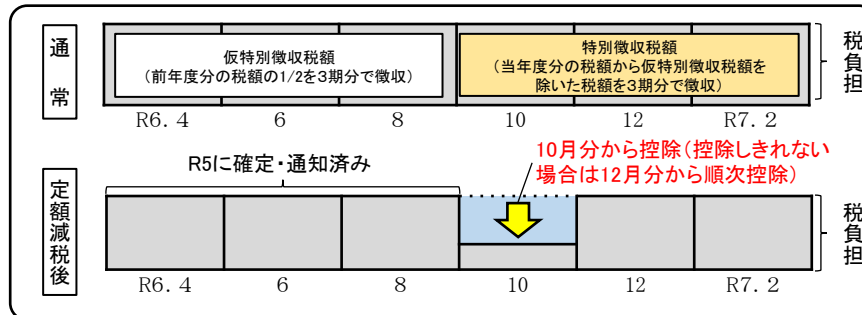 通常
仮特別徴収税額
(前年度分の税額の1/2を3期分で徴収)
特別徴収税額
(当年度分の税額から仮特別徴収税額を
除いた税額を3期分で徴収)
税負担
R6.4 6 8 10 12 R7.2
R5に確定・通知済み
10月分から控除(控除しきれない
場合は12月分から順次控除)
定額減税後
税負担
R6.4 6 8 10 12 R7.2